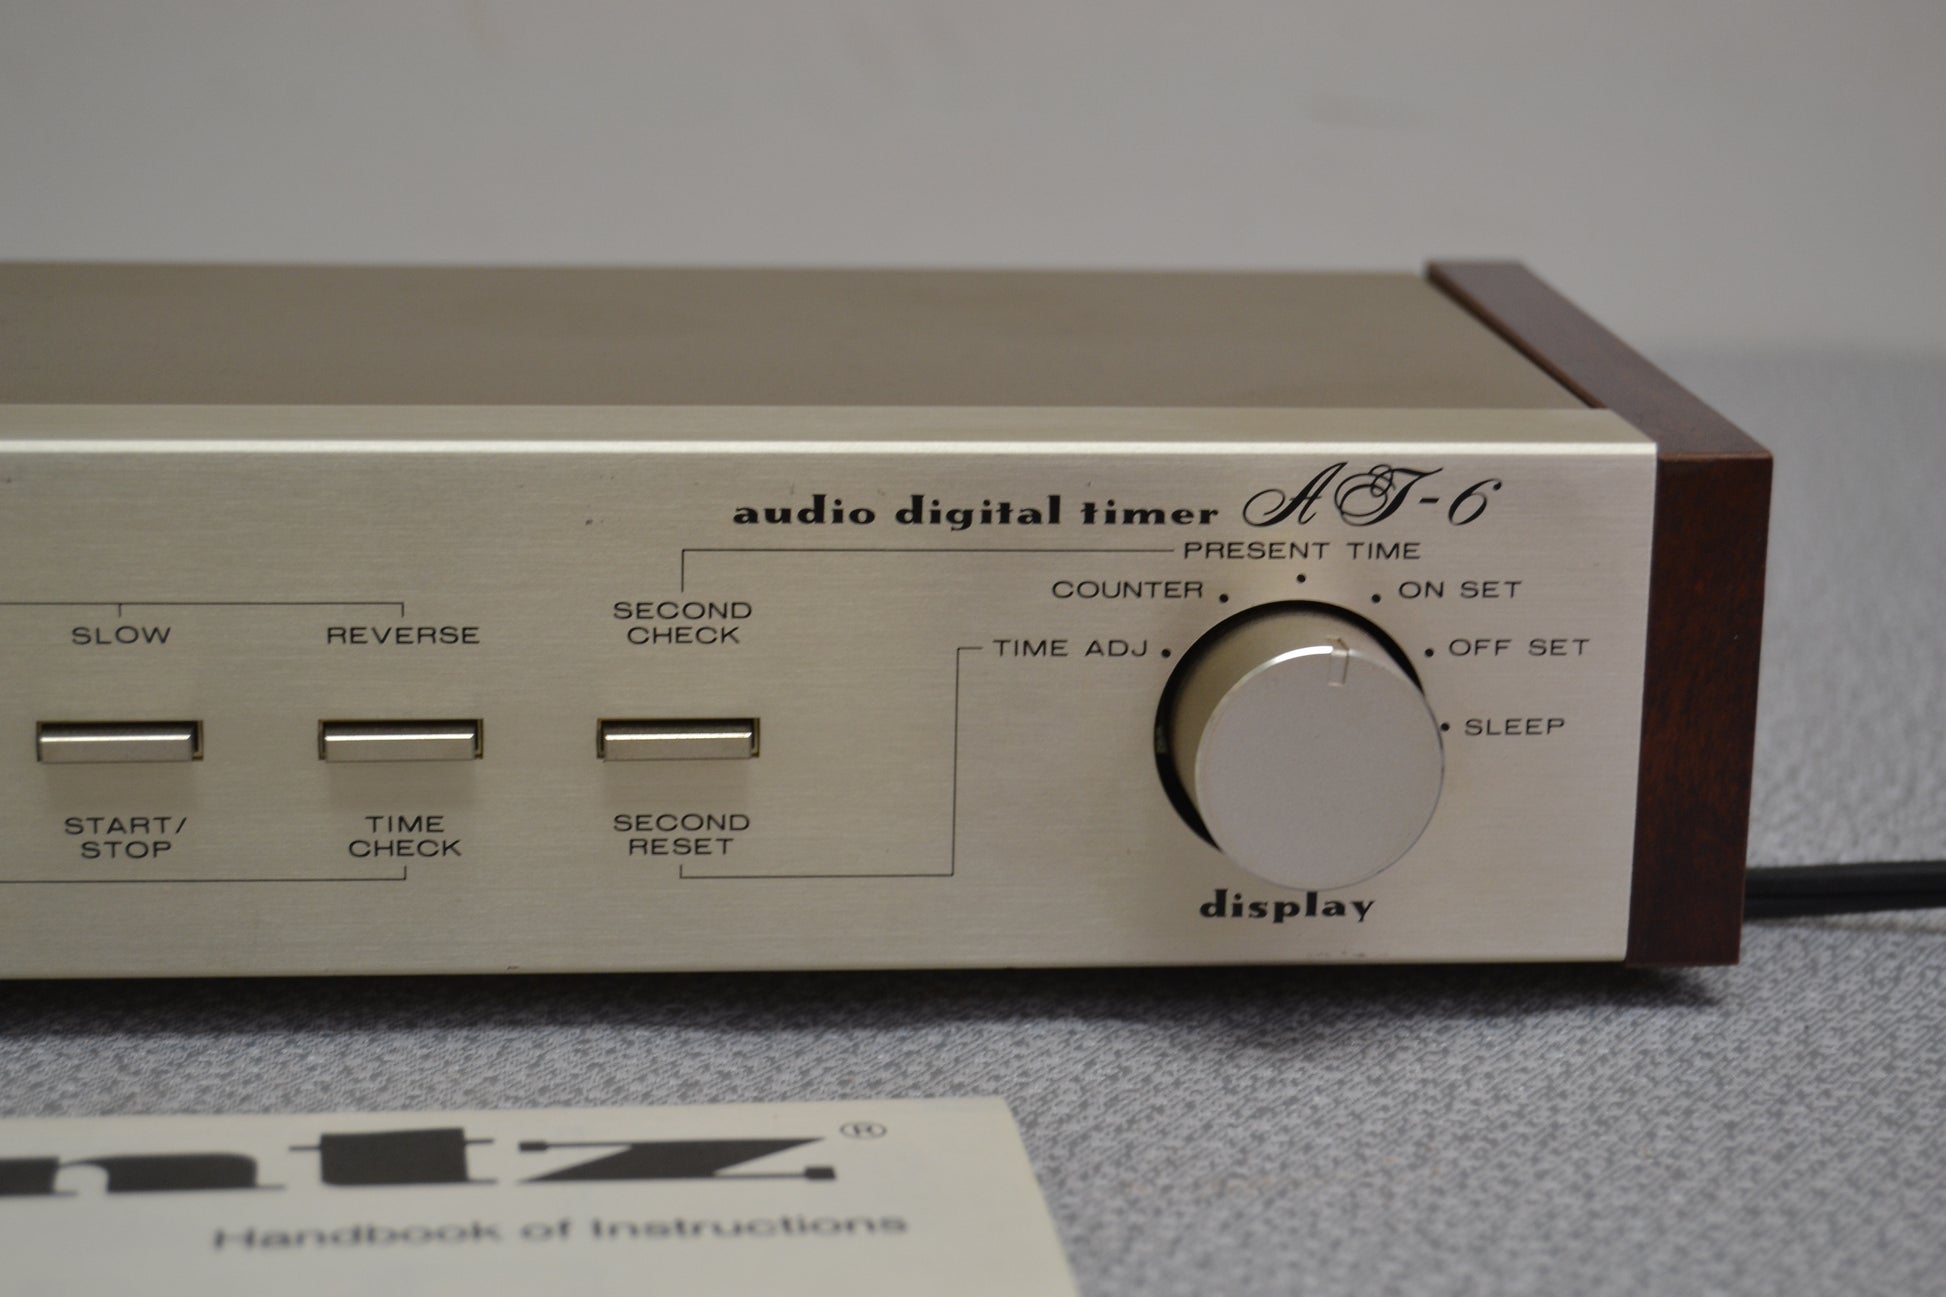 audio digital timer AT-6
PRESENT TIME
COUNTER
ON SET
TIME ADJ
OFF SET
SLEEP
display
SLOW
REVERSE
SECOND
CHECK
START/
STOP
TIME
CHECK
SECOND
RESET
ntz®
Handbook of Instructions